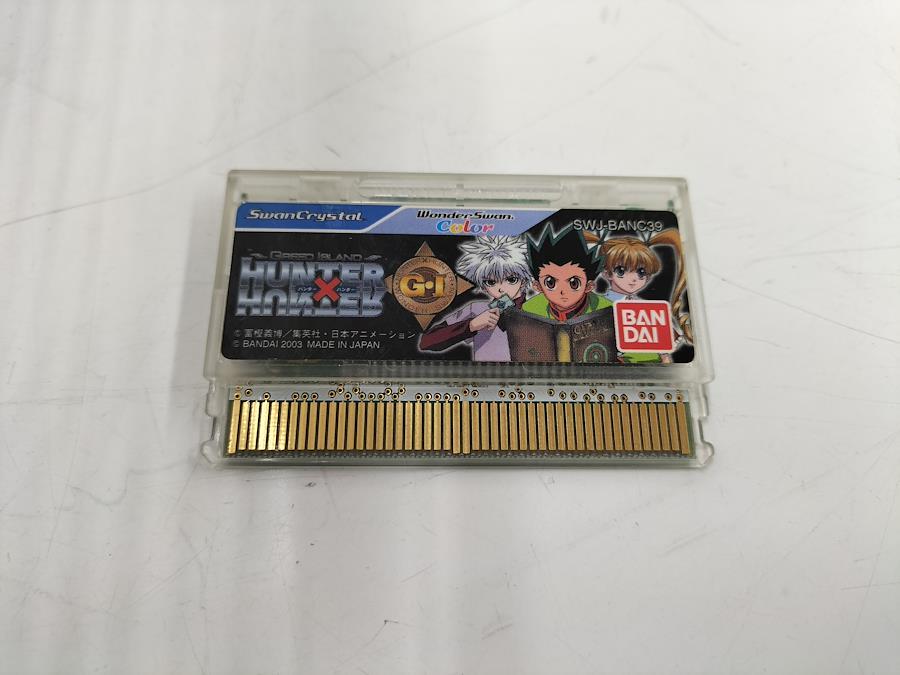 SwanCrystal
WonderSwan
Color
SWJ-BANC39
GREED ISLAND
HUNTER
ハンター×ハンター
HUNTER
G・I
BAN
DAI
© 冨樫義博/集英社・日本アニメーション
© BANDAI 2003 MADE IN JAPAN